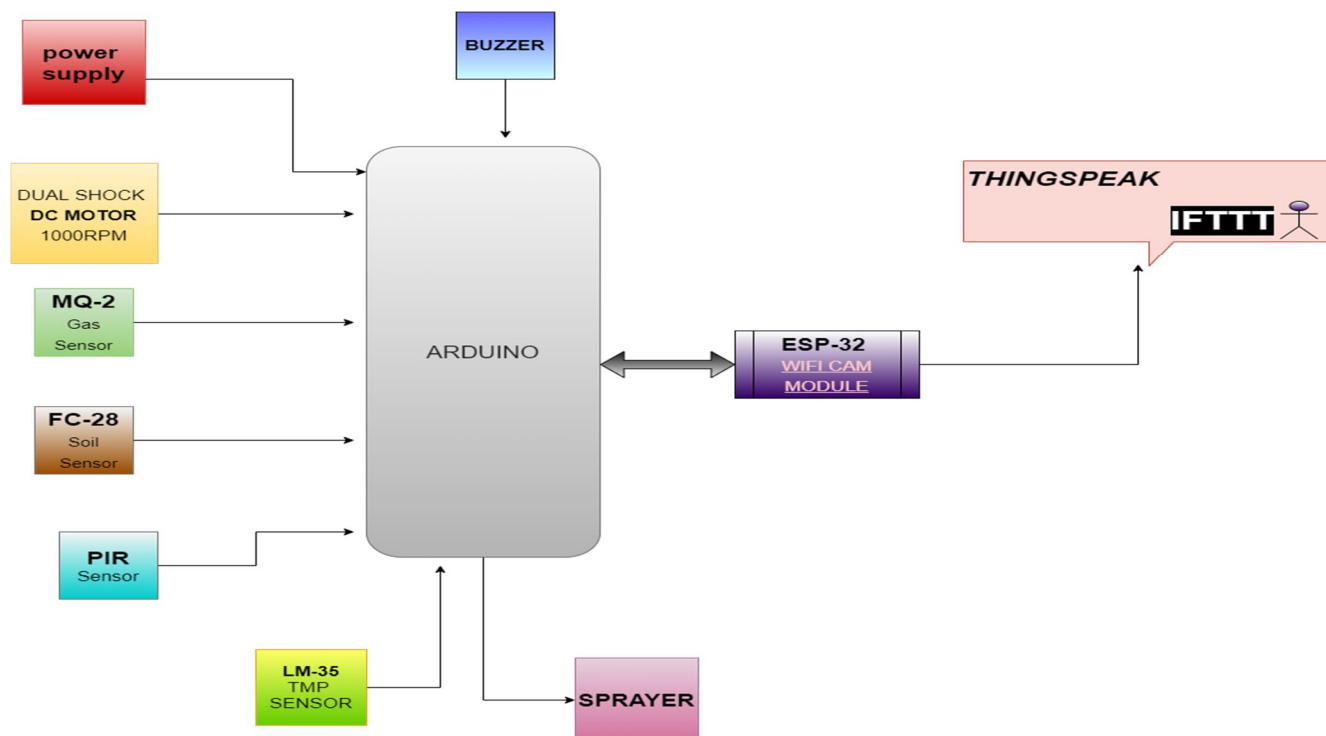 power
supply
BUZZER
DUAL SHOCK
DC MOTOR
1000RPM
THINGSPEAK
IFTTT
MQ-2
Gas
Sensor
ARDUINO
ESP-32
WIFI CAM
MODULE
FC-28
Soil
Sensor
PIR
Sensor
LM-35
TMP
SENSOR
SPRAYER